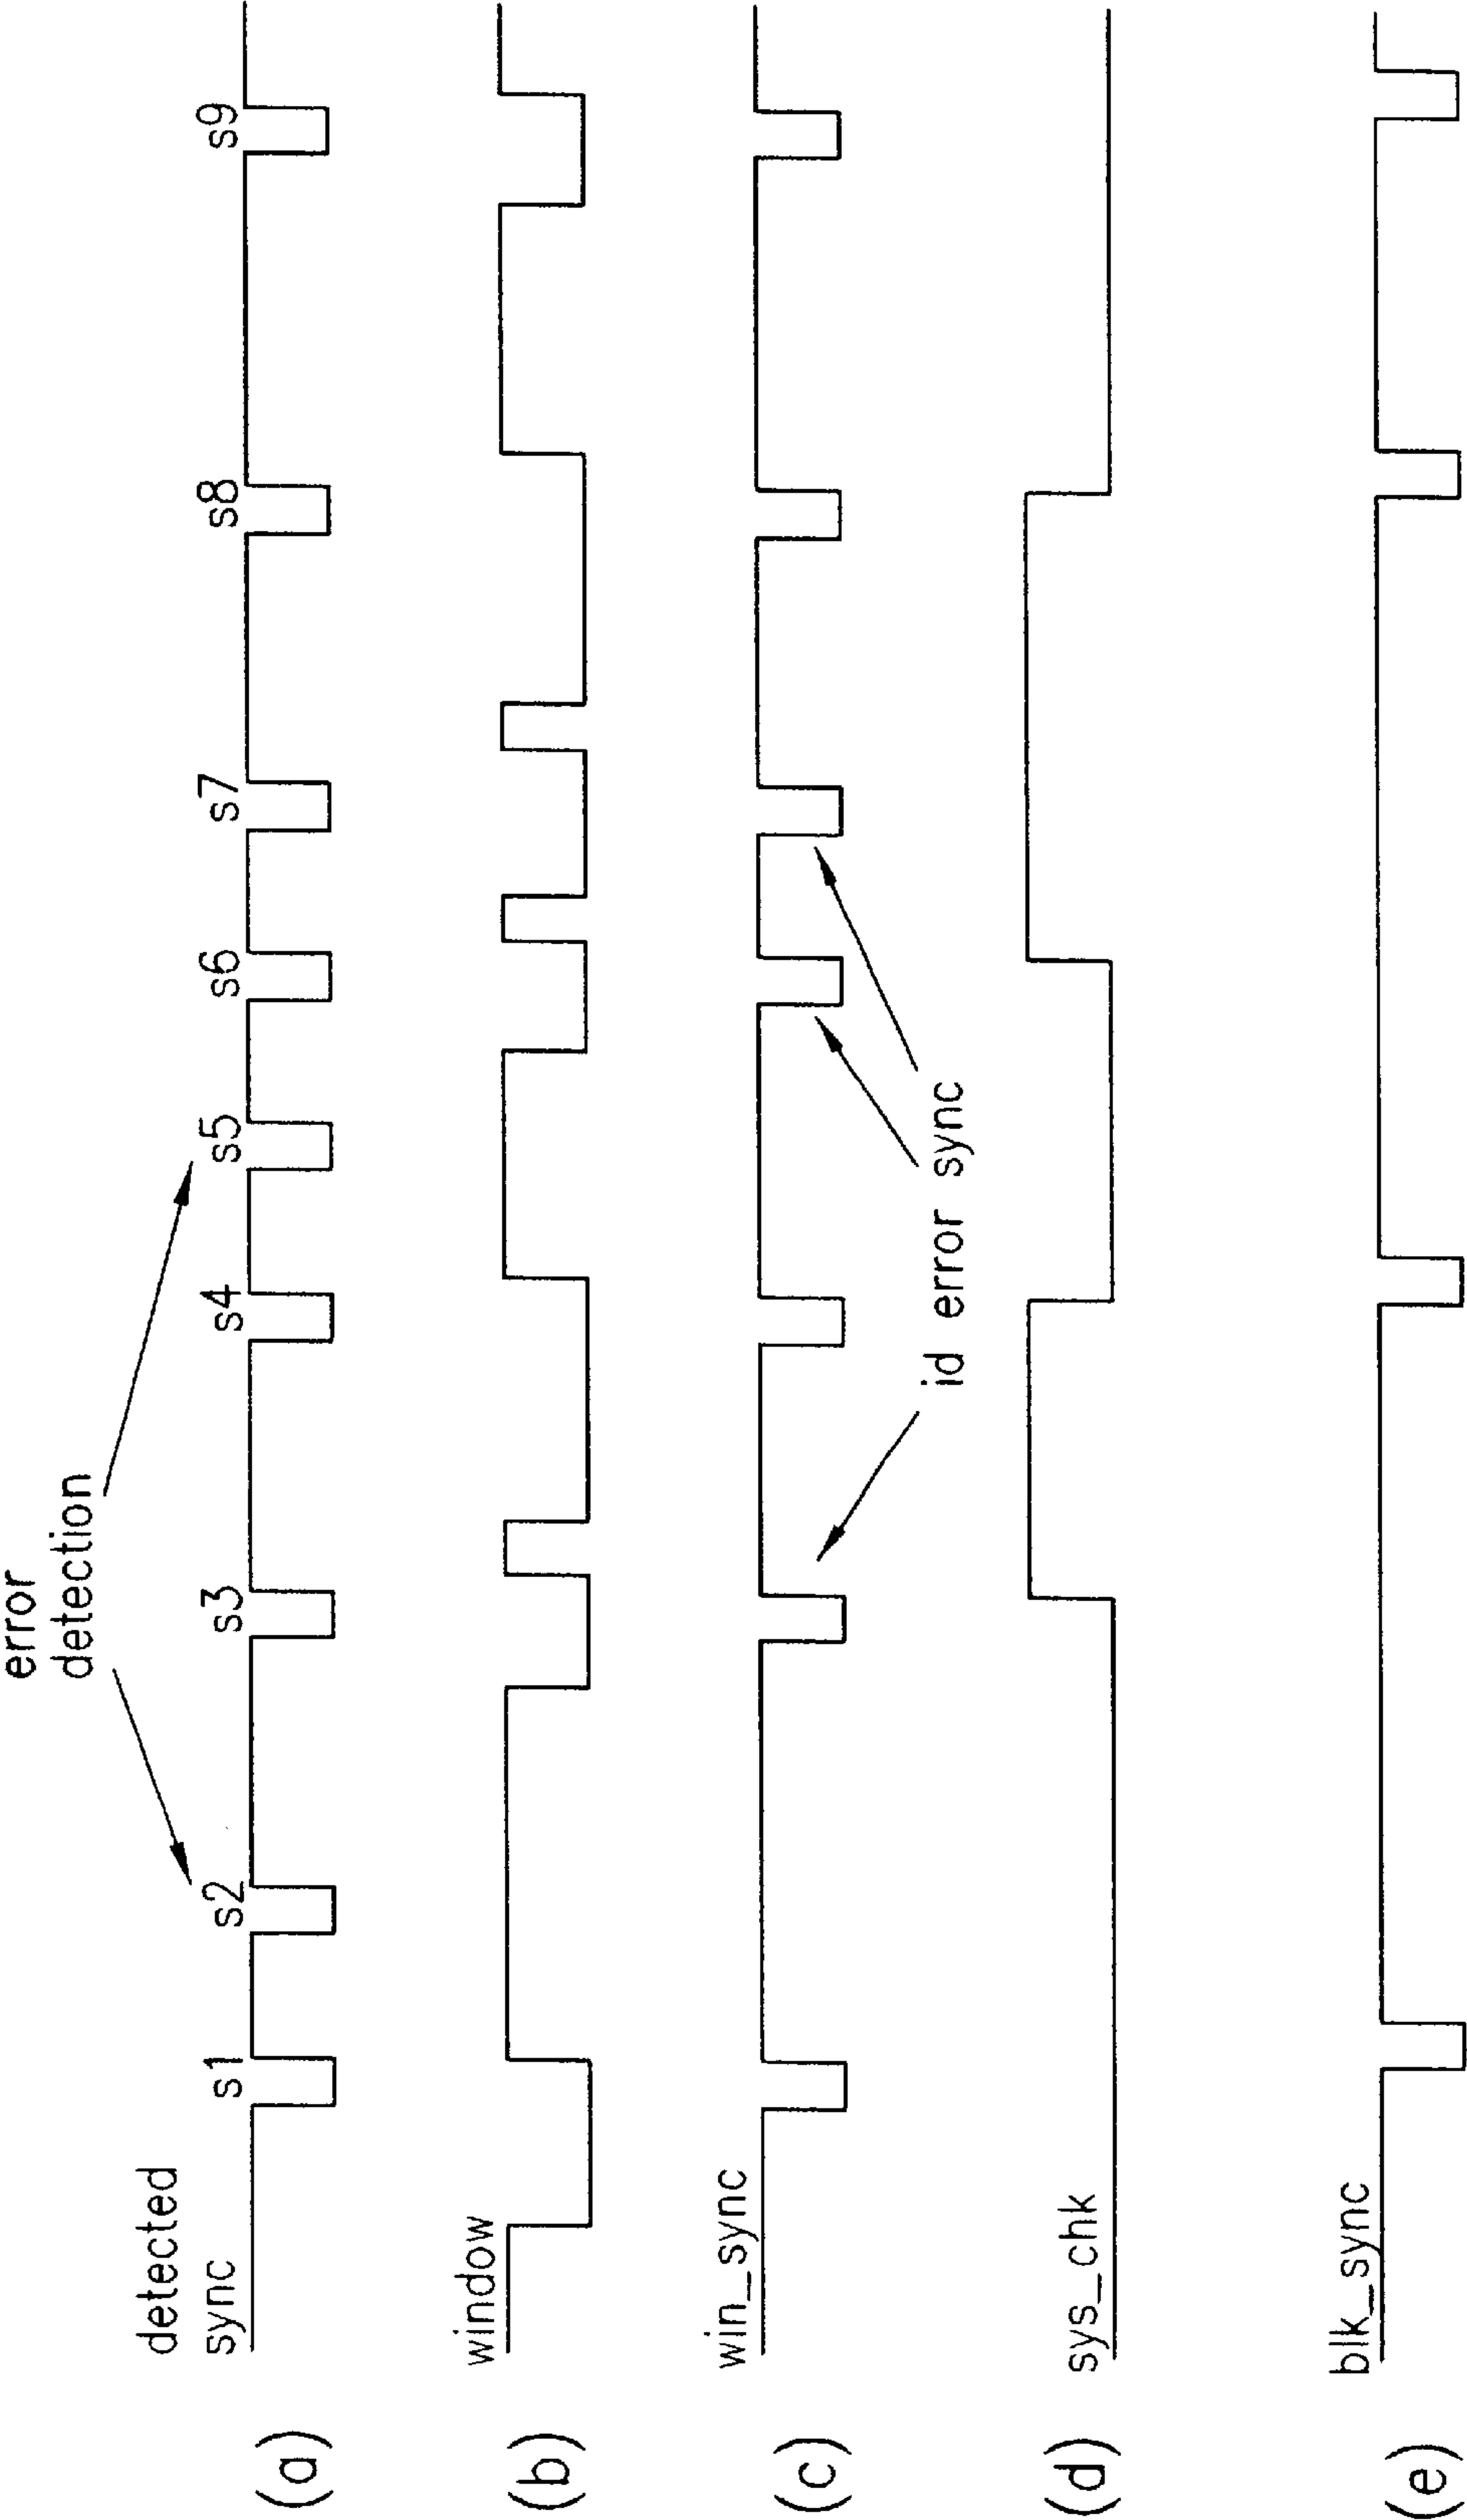 error
detection
detected
sync
s1 s2 s3 s4 s5 s6 s7 s8 s9
(a)
window
(b)
win_sync
(c)
id error sync
sys_chk
(d)
blk_sync
(e)